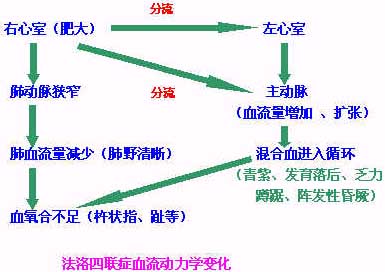 分流
右心室（肥大）
左心室
肺动脉狭窄
分流
主动脉
（血流量增加 、扩张）
肺血流量减少（肺野清晰）
混合血进入循环
（青紫、发育落后、乏力
蹲踞、阵发性昏厥）
血氧合不足（杵状指、趾等）
法洛四联症血流动力学变化